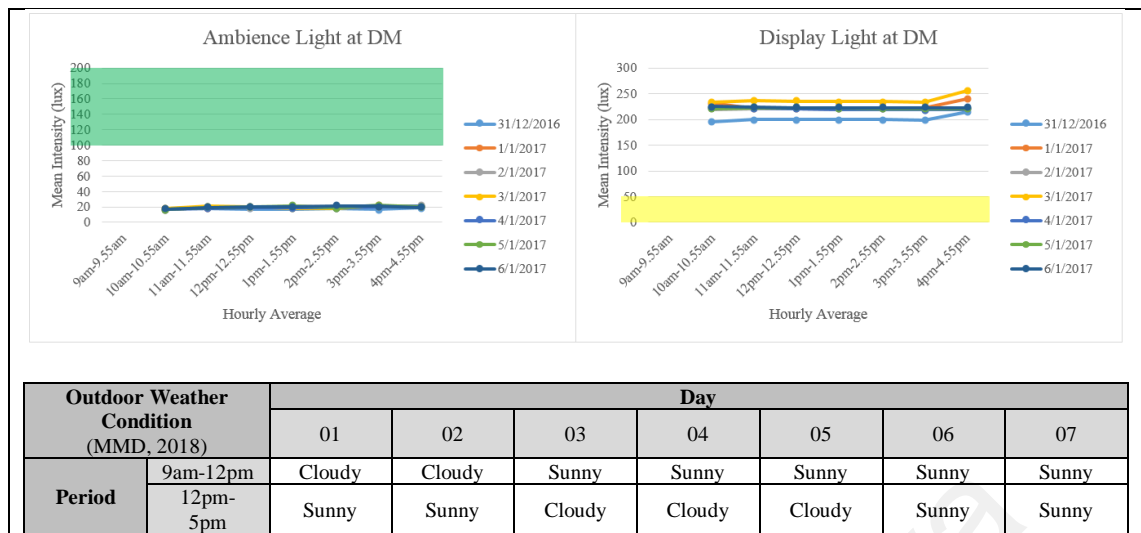 Ambience Light at DM
Mean Intensity (lux)
200
180
160
140
120
100
80
60
40
20
0
9am-9.55am
10am-10.55am
11am-11.55am
12pm-12.55pm
1pm-1.55pm
2pm-2.55pm
3pm-3.55pm
4pm-4.55pm
Hourly Average
31/12/2016
1/1/2017
2/1/2017
3/1/2017
4/1/2017
5/1/2017
6/1/2017
Display Light at DM
Mean Intensity (lux)
300
250
200
150
100
50
0
9am-9.55am
10am-10.55am
11am-11.55am
12pm-12.55pm
1pm-1.55pm
2pm-2.55pm
3pm-3.55pm
4pm-4.55pm
Hourly Average
31/12/2016
1/1/2017
2/1/2017
3/1/2017
4/1/2017
5/1/2017
6/1/2017
Outdoor Weather
Condition
(MMD, 2018)
Day
01 02 03 04 05 06 07
Period
9am-12pm Cloudy Cloudy Sunny Sunny Sunny Sunny Sunny
12pm-
5pm
Sunny Sunny Cloudy Cloudy Cloudy Sunny Sunny